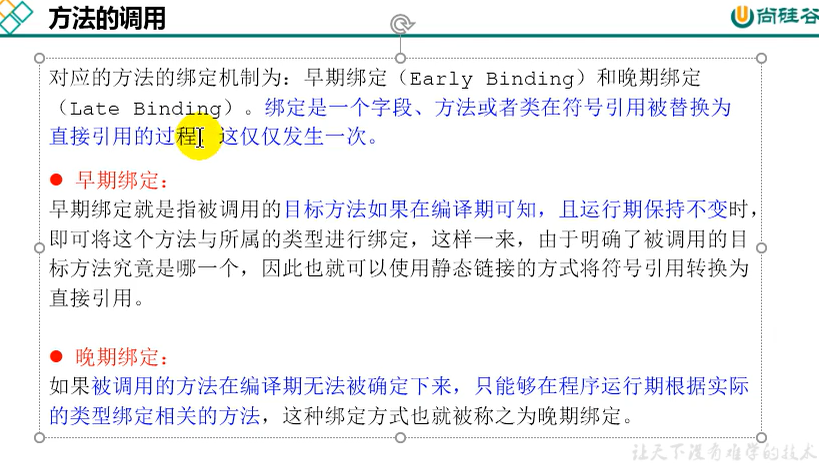 方法的调用
尚硅谷
对应的方法的绑定机制为：早期绑定（Early Binding）和晚期绑定
（Late Binding）。绑定是一个字段、方法或者类在符号引用被替换为
直接引用的过程，这仅仅发生一次。
● 早期绑定：
早期绑定就是指被调用的目标方法如果在编译期可知，且运行期保持不变时，
即可将这个方法与所属的类型进行绑定，这样一来，由于明确了被调用的目
标方法究竟是哪一个，因此也就可以使用静态链接的方式将符号引用转换为
直接引用。
● 晚期绑定：
如果被调用的方法在编译期无法被确定下来，只能够在程序运行期根据实际
的类型绑定相关的方法，这种绑定方式也就被称之为晚期绑定。
让天下没有难学的技术